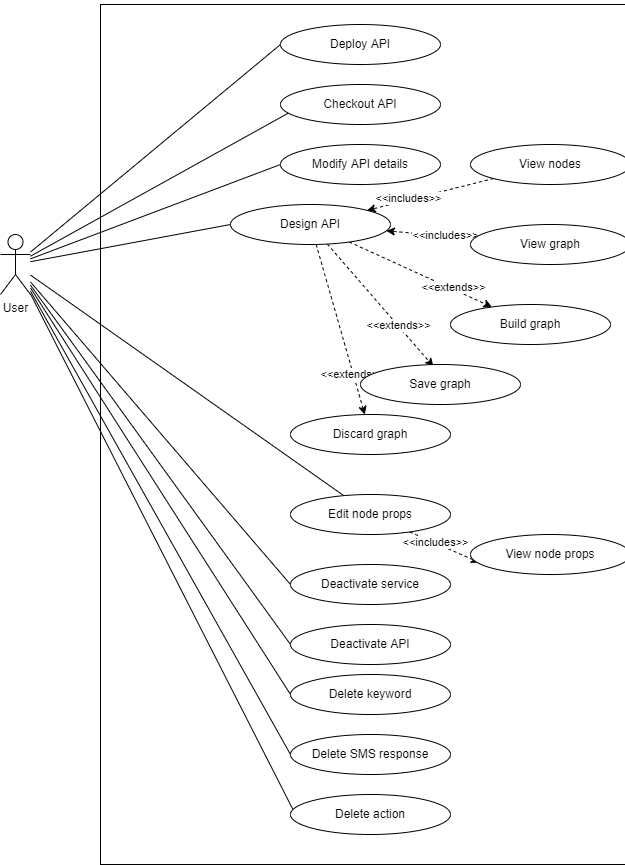 Deploy API
Checkout API
Modify API details
View nodes
<<includes>>
Design API
<<includes>>
View graph
User
<<extends>>
Build graph
<<extends>>
<<extends
Save graph
Discard graph
Edit node props
<<includes>>
View node props
Deactivate service
Deactivate API
Delete keyword
Delete SMS response
Delete action